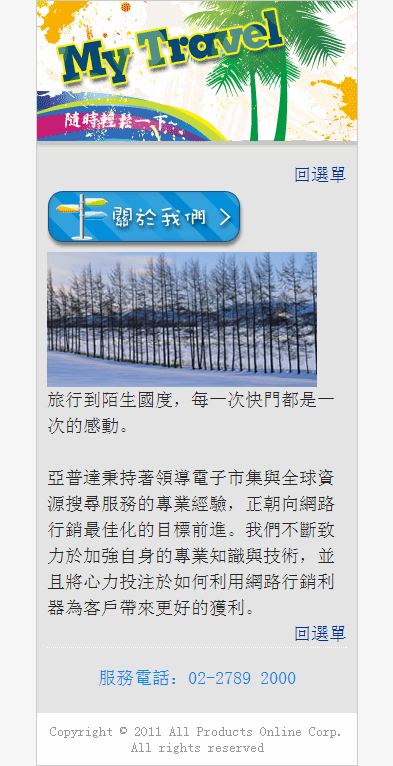 My Travel
隨時輕鬆一下~
回選單
關於我們
旅行到陌生國度，每一次快門都是一
次的感動。
亞普達秉持著領導電子市集與全球資
源搜尋服務的專業經驗，正朝向網路
行銷最佳化的目標前進。我們不斷致
力於加強自身的專業知識與技術，並
且將心力投注於如何利用網路行銷利
器為客戶帶來更好的獲利。
回選單
服務電話：02-2789 2000
Copyright © 2011 All Products Online Corp.
All rights reserved